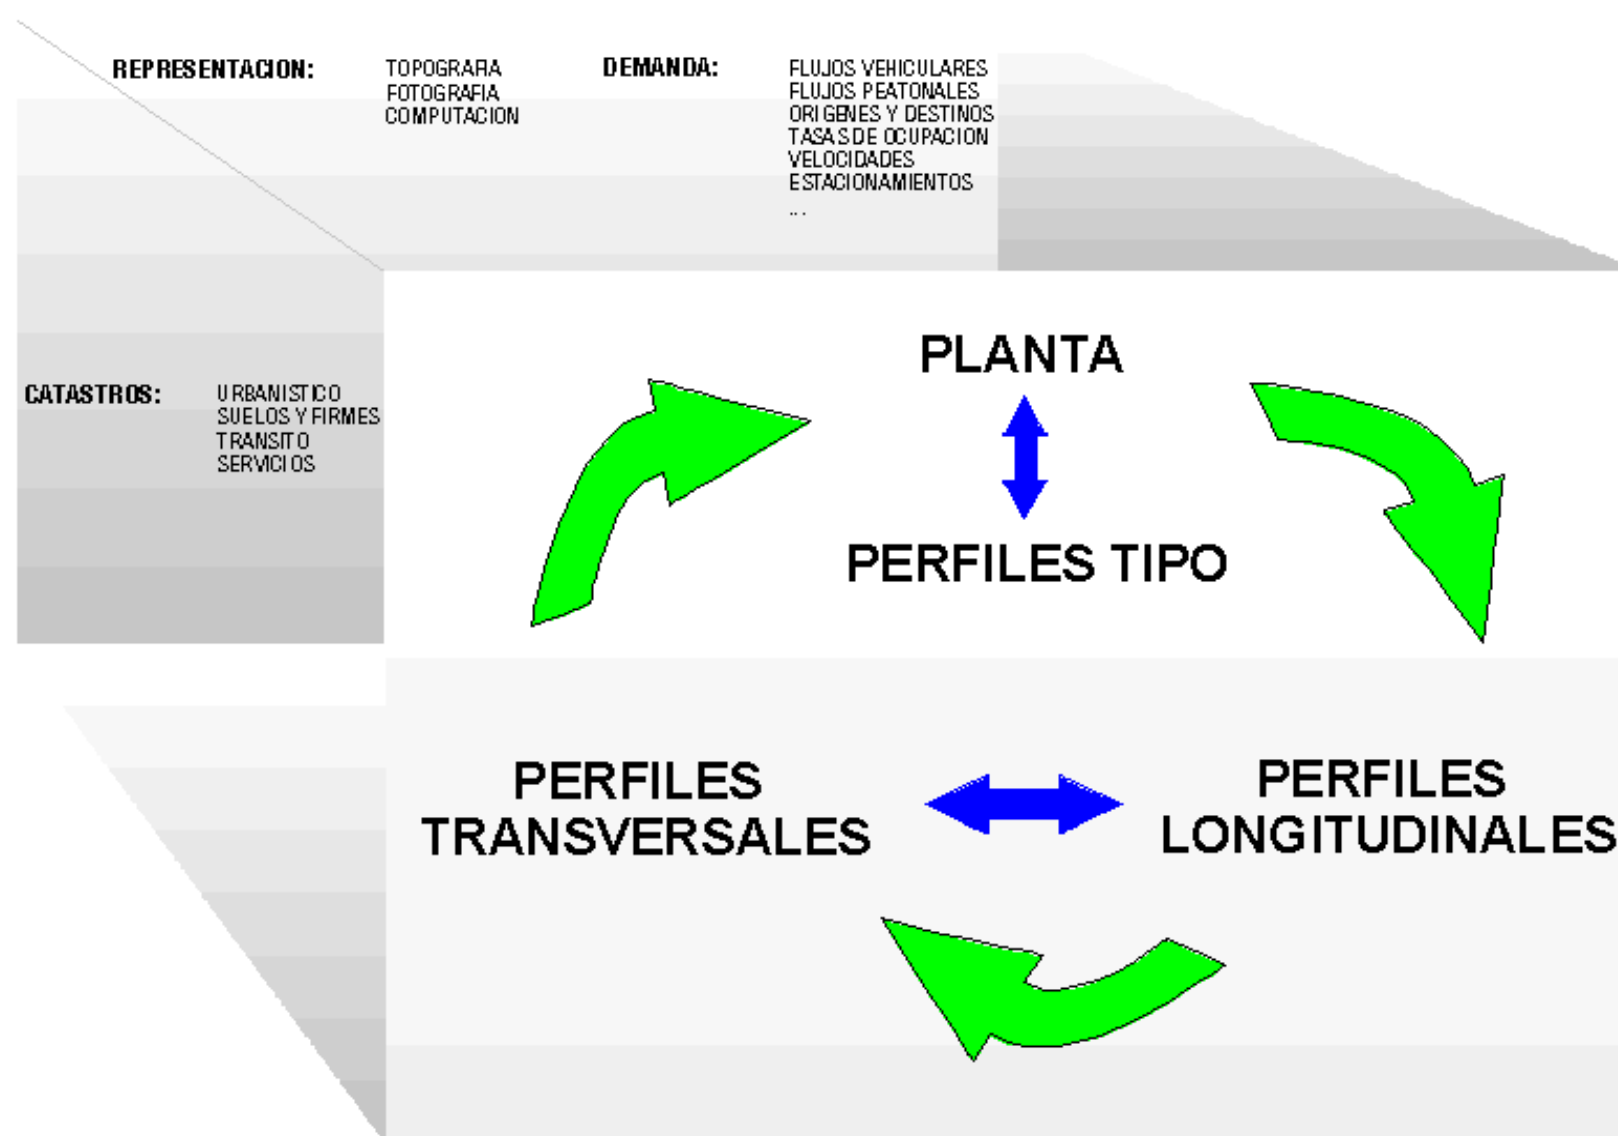 REPRESENTACION:
TOPOGRAFIA
FOTOGRAFIA
COMPUTACION
DEMANDA:
FLUJOS VEHICULARES
FLUJOS PEATONALES
ORIGENES Y DESTINOS
TASAS DE OCUPACION
VELOCIDADES
ESTACIONAMIENTOS
...
CATASTROS:
URBANISTICO
SUELOS Y FIRMES
TRANSITO
SERVICIOS
PLANTA
PERFILES TIPO
PERFILES
TRANSVERSALES
PERFILES
LONGITUDINALES